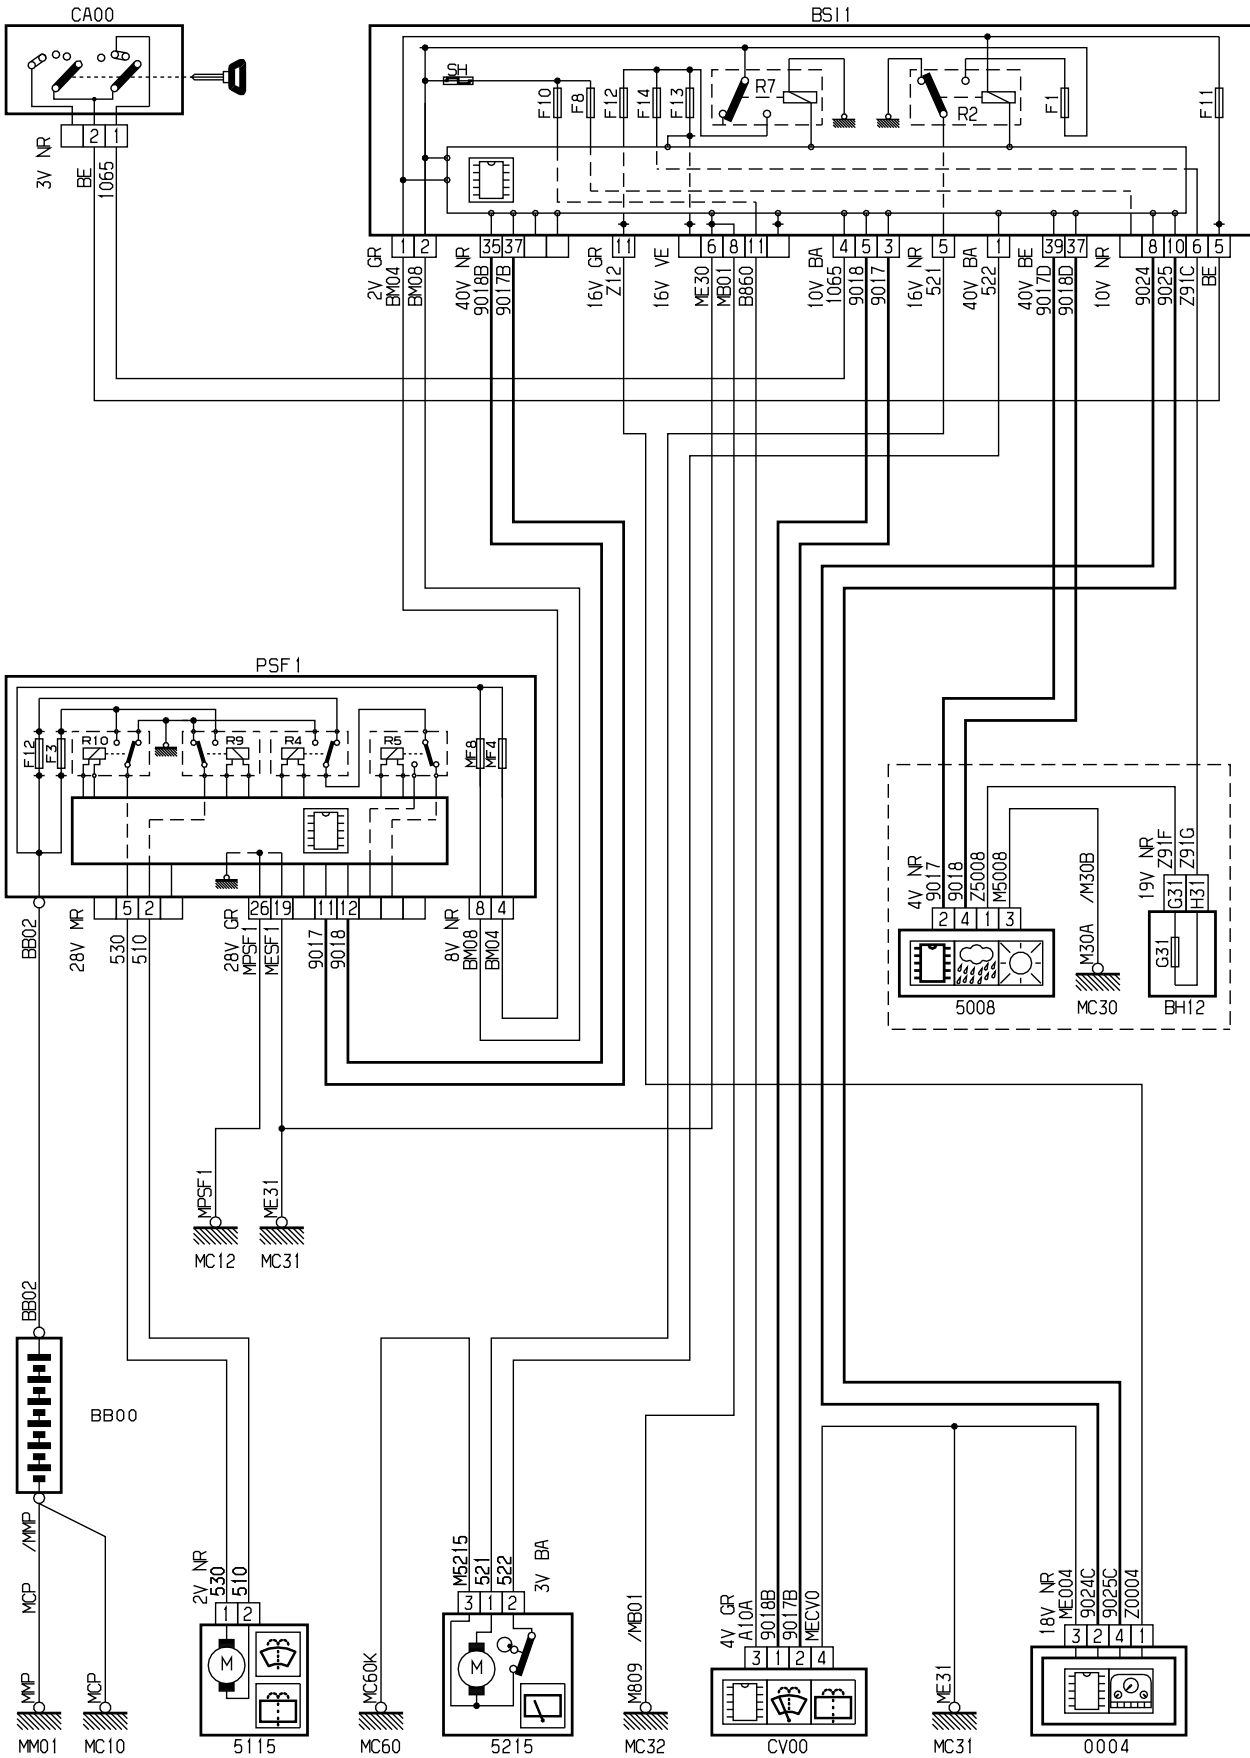 CA00
BSI1
SH
F10
F8
F12
F14
F13
R7
R2
F1
F11
2
1
3V NR
BE
1065
1
2
35
37
11
6
8
11
4
5
3
5
1
39
37
8
10
6
5
2V GR
BM04
BM08
40V NR
9018B
9017B
16V GR
Z12
16V VE
ME30
MB01
B860
10V BA
1065
9018
9017
16V NR
521
40V BA
522
40V BE
9017D
9018D
10V NR
9024
9025
Z91C
BE
PSF1
F12
F3
R10
R9
R4
R5
MF8
MF4
5
2
26
19
11
12
8
4
BB02
28V MR
530
510
28V GR
MPSF1
MESF1
9017
9018
8V NR
BM08
BM04
4V NR
9017
9018
Z5008
M5008
M30A /M30B
19V NR
Z91F
Z91G
G31
H31
2
4
1
3
G31
5008
MC30
BH12
MPSF1
ME31
MC12
MC31
BB02
BB00
/MMP
MCP
MMP
MCP
MM01
MC10
2V NR
530
510
1
2
M
5115
MC60K
MC60
M5215
521
522
3V BA
3
1
2
M
5215
M809 /MB01
MC32
4V GR
A10A
9018B
9017B
MECV0
3
1
2
4
CV00
ME31
MC31
18V NR
ME004
9024C
9025C
Z0004
3
2
4
1
0004